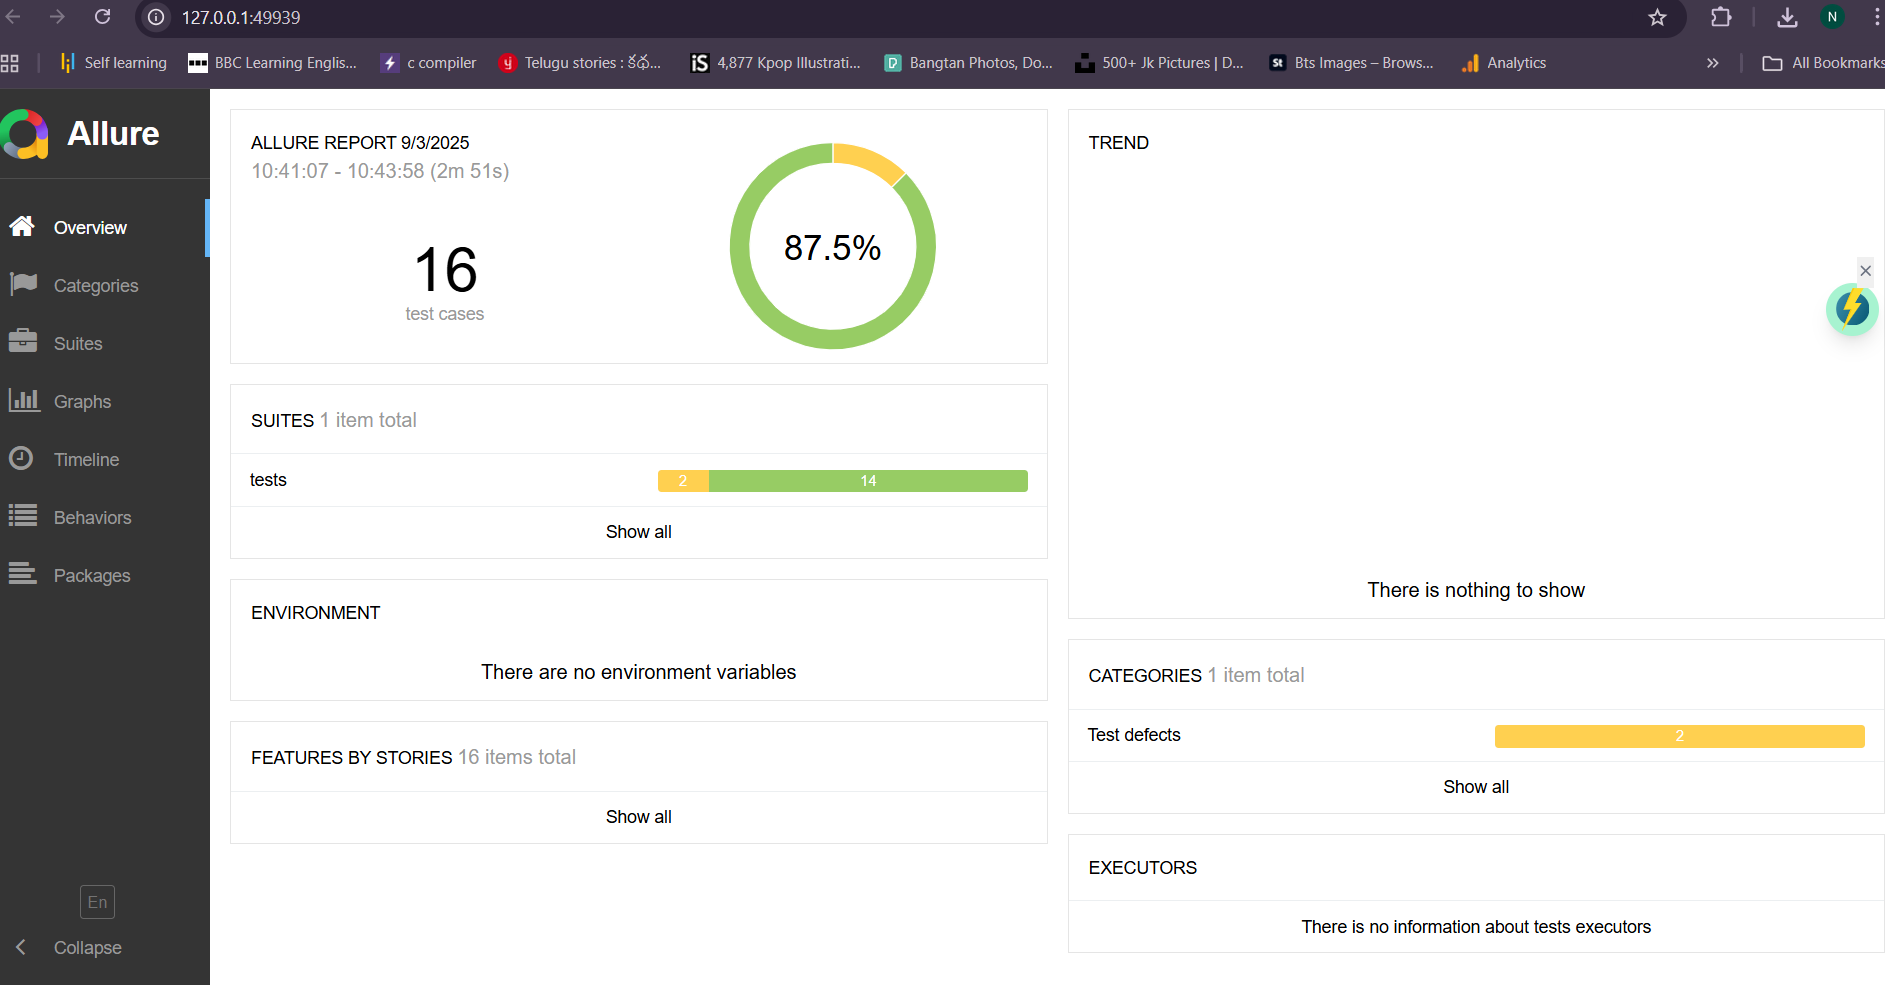 127.0.0.1:49939
N
Self learning
BBC Learning Englis...
c compiler
Telugu stories : కథ...
iS
4,877 Kpop Illustrati...
Bangtan Photos, Do...
500+ Jk Pictures | D...
St
Bts Images – Brows...
Analytics
All Bookmarks
Allure
Overview
Categories
Suites
Graphs
Timeline
Behaviors
Packages
En
Collapse
ALLURE REPORT 9/3/2025
10:41:07 - 10:43:58 (2m 51s)
16
test cases
87.5%
SUITES 1 item total
tests
2
14
Show all
ENVIRONMENT
There are no environment variables
FEATURES BY STORIES 16 items total
Show all
TREND
There is nothing to show
CATEGORIES 1 item total
Test defects
2
Show all
EXECUTORS
There is no information about tests executors